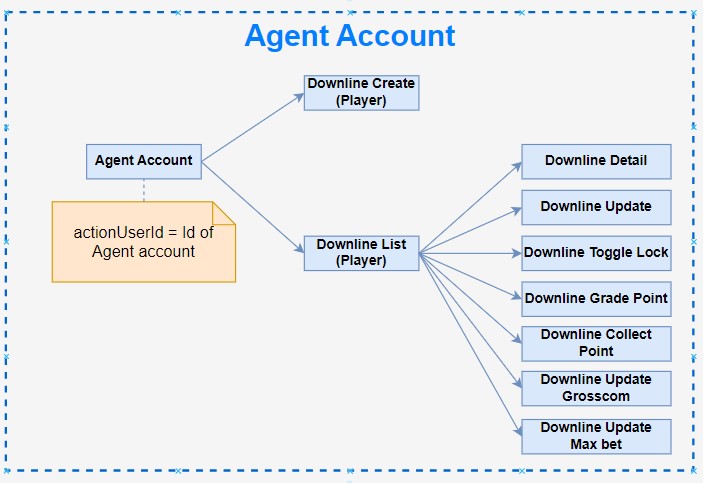 Agent Account
Downline Create
(Player)
Agent Account
actionUserId = Id of
Agent account
Downline List
(Player)
Downline Detail
Downline Update
Downline Toggle Lock
Downline Grade Point
Downline Collect
Point
Downline Update
Grosscom
Downline Update
Max bet